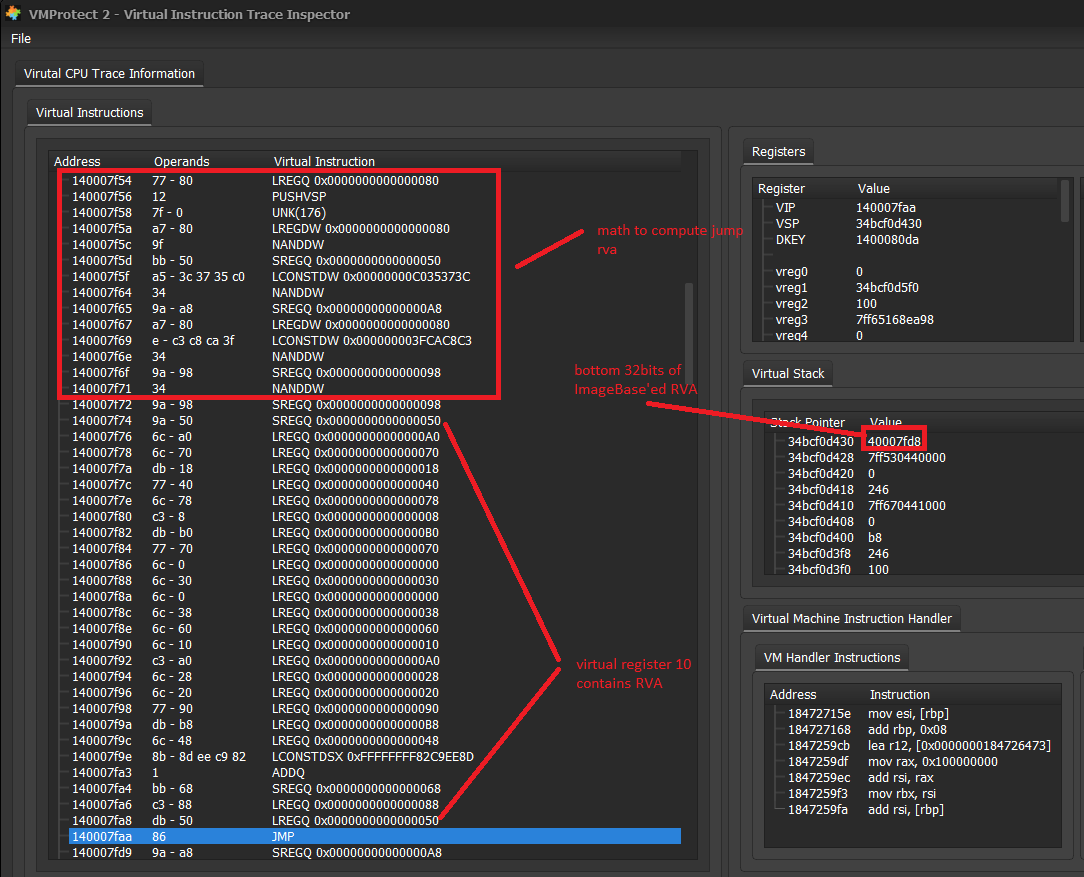 VMProtect 2 - Virtual Instruction Trace Inspector
File
Virutal CPU Trace Information
Virtual Instructions
Address Operands Virtual Instruction
140007f54 77 - 80 LREGQ 0x0000000000000080
140007f56 12 PUSHVSP
140007f58 7f - 0 UNK(176)
140007f5a a7 - 80 LREGDW 0x0000000000000080
140007f5c 9f NANDDW
140007f5d bb - 50 SREGQ 0x0000000000000050
140007f5f a5 - 3c 37 35 c0 LCONSTDW 0x00000000C035373C
140007f64 34 NANDDW
140007f65 9a - a8 SREGQ 0x00000000000000A8
140007f67 a7 - 80 LREGDW 0x0000000000000080
140007f69 e - c3 c8 ca 3f LCONSTDW 0x000000003FCAC8C3
140007f6e 34 NANDDW
140007f6f 9a - 98 SREGQ 0x0000000000000098
140007f71 34 NANDDW
140007f72 9a - 98 SREGQ 0x0000000000000098
140007f74 9a - 50 SREGQ 0x0000000000000050
140007f76 6c - a0 LREGQ 0x00000000000000A0
140007f78 6c - 70 LREGQ 0x0000000000000070
140007f7a db - 18 LREGQ 0x0000000000000018
140007f7c 77 - 40 LREGQ 0x0000000000000040
140007f7e 6c - 78 LREGQ 0x0000000000000078
140007f80 c3 - 8 LREGQ 0x0000000000000008
140007f82 db - b0 LREGQ 0x00000000000000B0
140007f84 77 - 70 LREGQ 0x0000000000000070
140007f86 6c - 0 LREGQ 0x0000000000000000
140007f88 6c - 30 LREGQ 0x0000000000000030
140007f8a 6c - 0 LREGQ 0x0000000000000000
140007f8c 6c - 38 LREGQ 0x0000000000000038
140007f8e 6c - 60 LREGQ 0x0000000000000060
140007f90 6c - 10 LREGQ 0x0000000000000010
140007f92 c3 - a0 LREGQ 0x00000000000000A0
140007f94 6c - 28 LREGQ 0x0000000000000028
140007f96 6c - 20 LREGQ 0x0000000000000020
140007f98 77 - 90 LREGQ 0x0000000000000090
140007f9a db - b8 LREGQ 0x00000000000000B8
140007f9c 6c - 48 LREGQ 0x0000000000000048
140007f9e 8b - 8d ee c9 82 LCONSTDSX 0xFFFFFFFF82C9EE8D
140007fa3 1 ADDQ
140007fa4 bb - 68 SREGQ 0x0000000000000068
140007fa6 c3 - 88 LREGQ 0x0000000000000088
140007fa8 db - 50 LREGQ 0x0000000000000050
140007faa 86 JMP
140007fd9 9a - a8 SREGQ 0x00000000000000A8
math to compute jump
rva
bottom 32bits of
ImageBase'ed RVA
virtual register 10
contains RVA
Registers
Register Value
VIP 140007faa
VSP 34bcf0d430
DKEY 1400080da
vreg0 0
vreg1 34bcf0d5f0
vreg2 100
vreg3 7ff65168ea98
vreg4 0
Virtual Stack
Stack Pointer Value
34bcf0d430 40007fd8
34bcf0d428 7ff530440000
34bcf0d420 0
34bcf0d418 246
34bcf0d410 7ff670441000
34bcf0d408 0
34bcf0d400 b8
34bcf0d3f8 246
34bcf0d3f0 100
Virtual Machine Instruction Handler
VM Handler Instructions
Address Instruction
18472715e mov esi, [rbp]
184727168 add rbp, 0x08
1847259cb lea r12, [0x0000000184726473]
1847259df mov rax, 0x100000000
1847259ec add rsi, rax
1847259f3 mov rbx, rsi
1847259fa add rsi, [rbp]